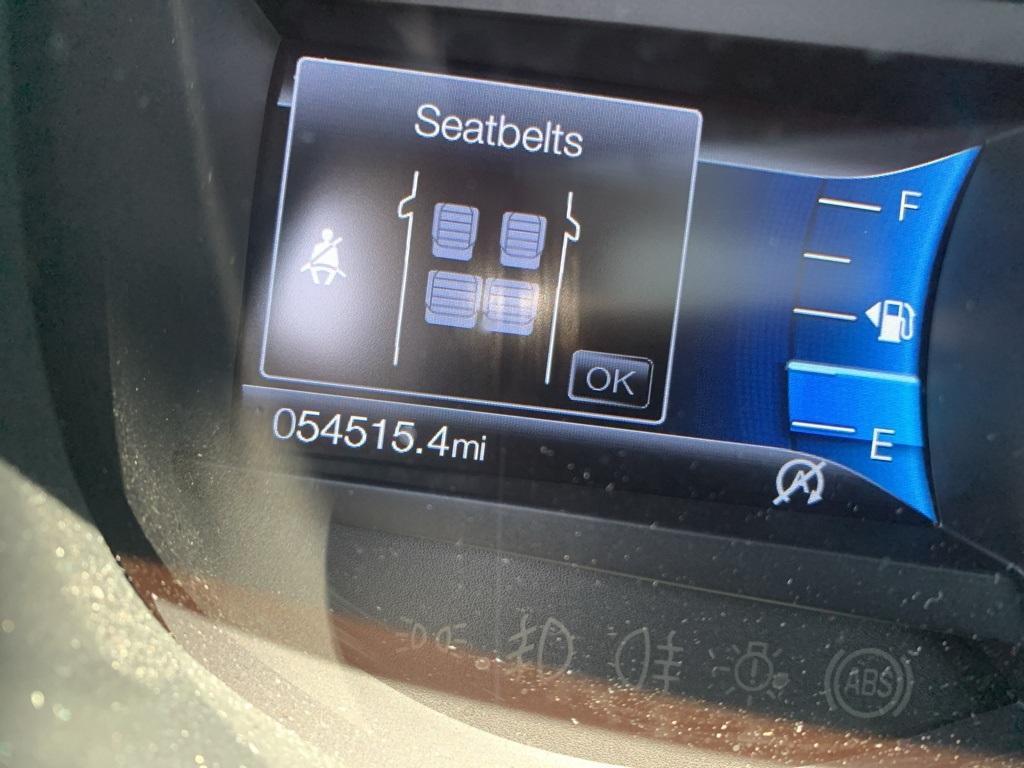 Seatbelts
F
OK
E
054515.4mi
ABS